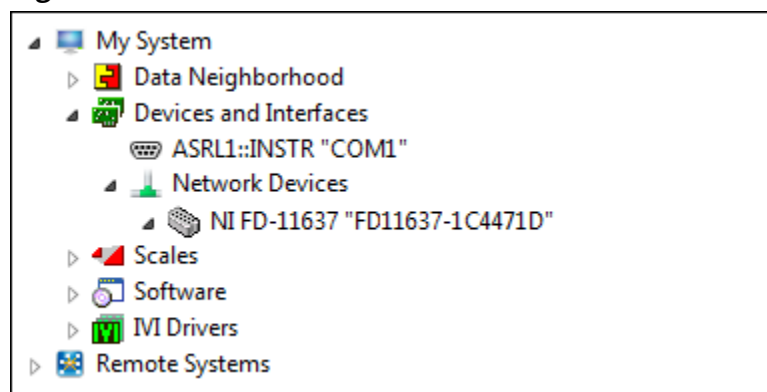 My System
Data Neighborhood
Devices and Interfaces
ASRL1::INSTR "COM1"
Network Devices
NI FD-11637 "FD11637-1C4471D"
Scales
Software
IVI Drivers
Remote Systems